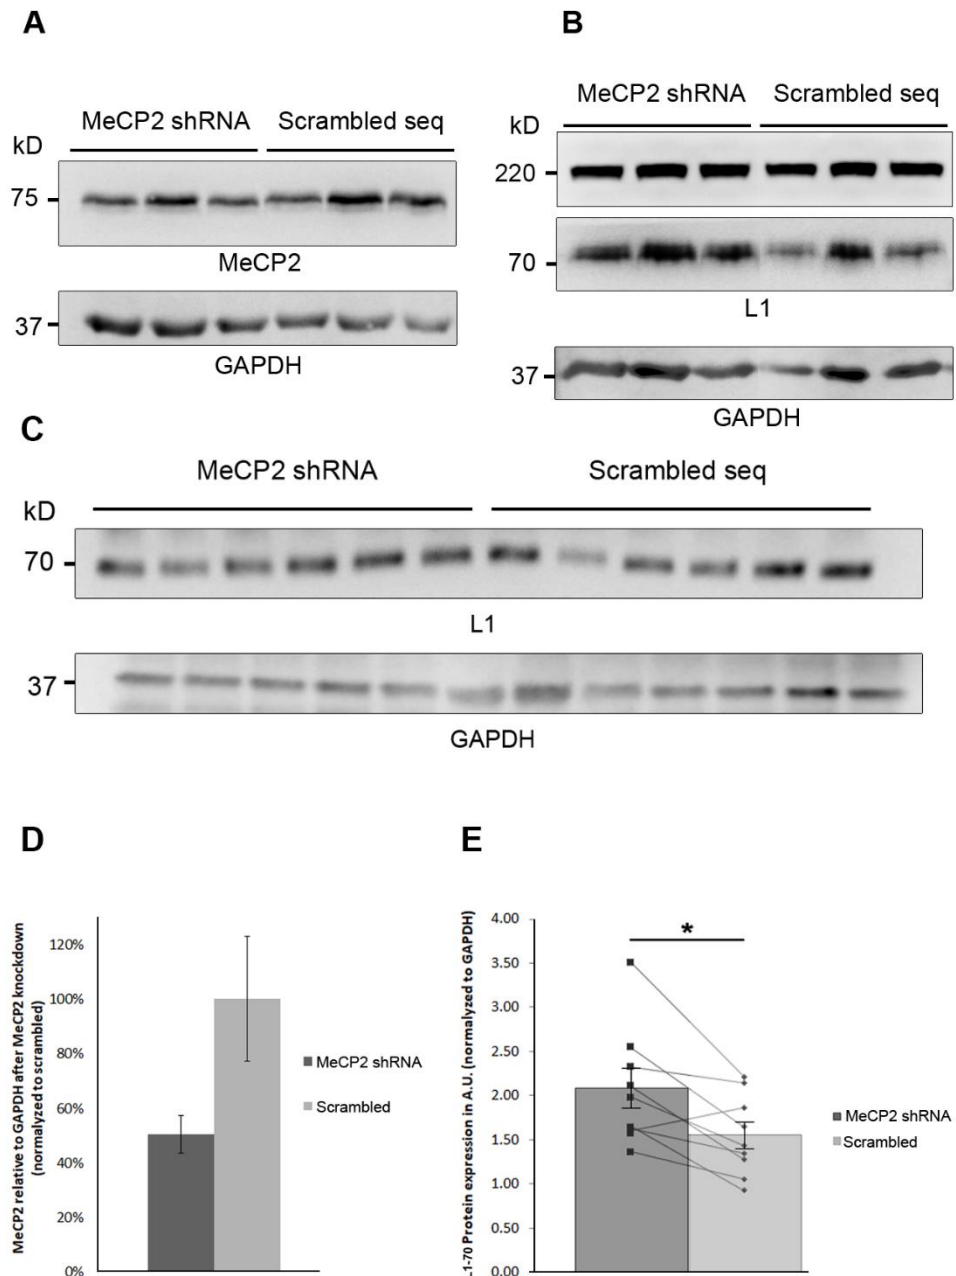 A
MeCP2 shRNA Scrambled seq
kD
75
MeCP2
37
GAPDH
B
MeCP2 shRNA Scrambled seq
kD
220
70
L1
37
GAPDH
C
MeCP2 shRNA Scrambled seq
kD
70
L1
37
GAPDH
D
MeCP2 relative to GAPDH after MeCP2 knockdown
(normalized to scrambled)
120%
100%
80%
60%
40%
20%
0%
MeCP2 shRNA
Scrambled
E
L1-70 Protein expression in A.U. (normalyzed to GAPDH)
4.00
3.50
3.00
2.50
2.00
1.50
1.00
0.50
0.00
*
MeCP2 shRNA
Scrambled